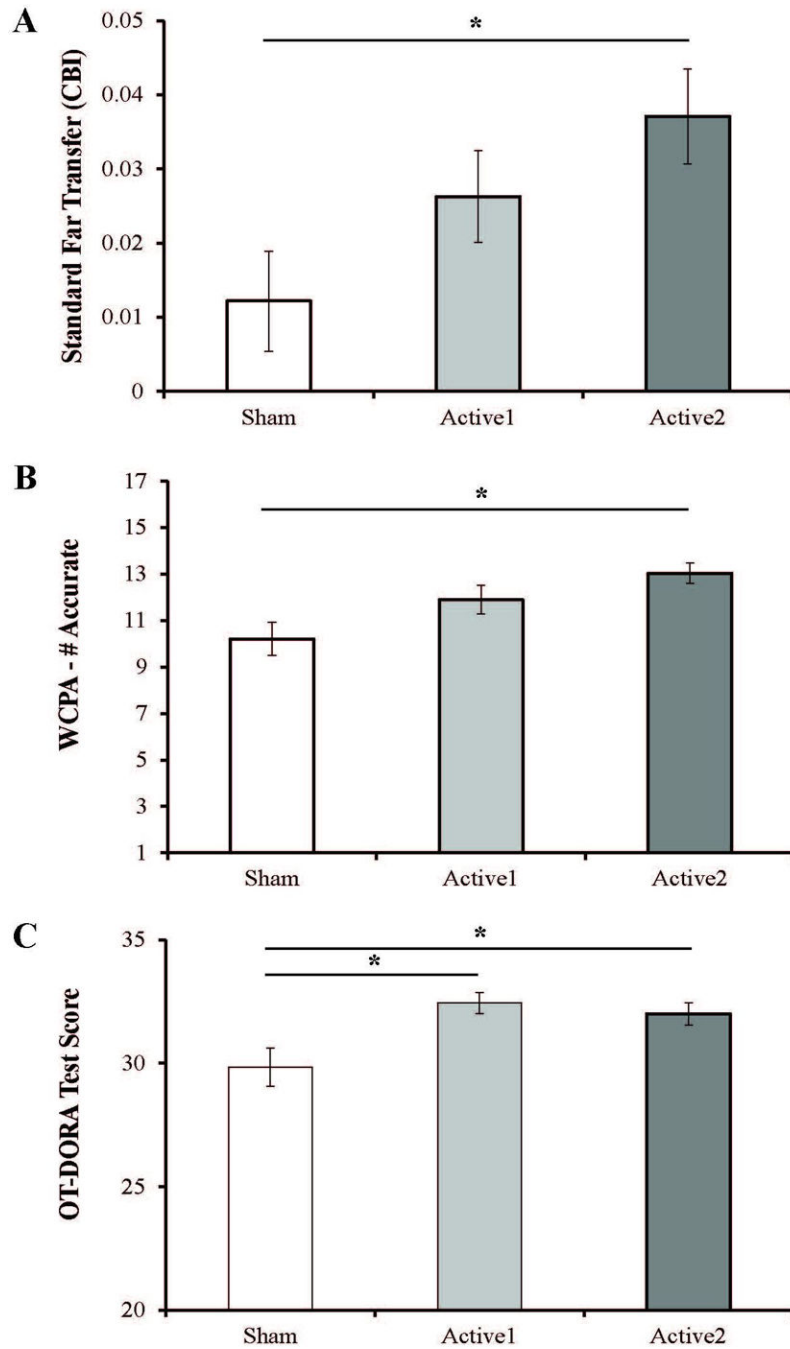 A
Standard Far Transfer (CBI)
0.05
0.04
0.03
0.02
0.01
0
*
Sham Active1 Active2
B
WCPA - # Accurate
17
15
13
11
9
7
5
3
1
*
Sham Active1 Active2
C
OT-DORA Test Score
35
30
25
20
*
*
Sham Active1 Active2